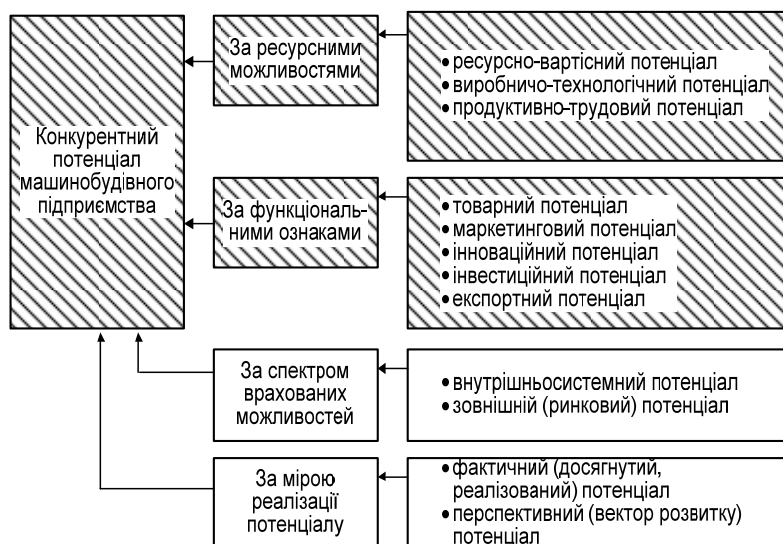 Конкурентний
потенціал
машинобудівного
підприємства
За ресурсними
можливостями
• ресурсно-вартісний потенціал
• виробничо-технологічний потенціал
• продуктивно-трудовий потенціал
За функціональ-
ними ознаками
• товарний потенціал
• маркетинговий потенціал
• інноваційний потенціал
• інвестиційний потенціал
• експортний потенціал
За спектром
врахованих
можливостей
• внутрішньосистемний потенціал
• зовнішній (ринковий) потенціал
За мірою
реалізації
потенціалу
• фактичний (досягнутий,
реалізований) потенціал
• перспективний (вектор розвитку)
потенціал